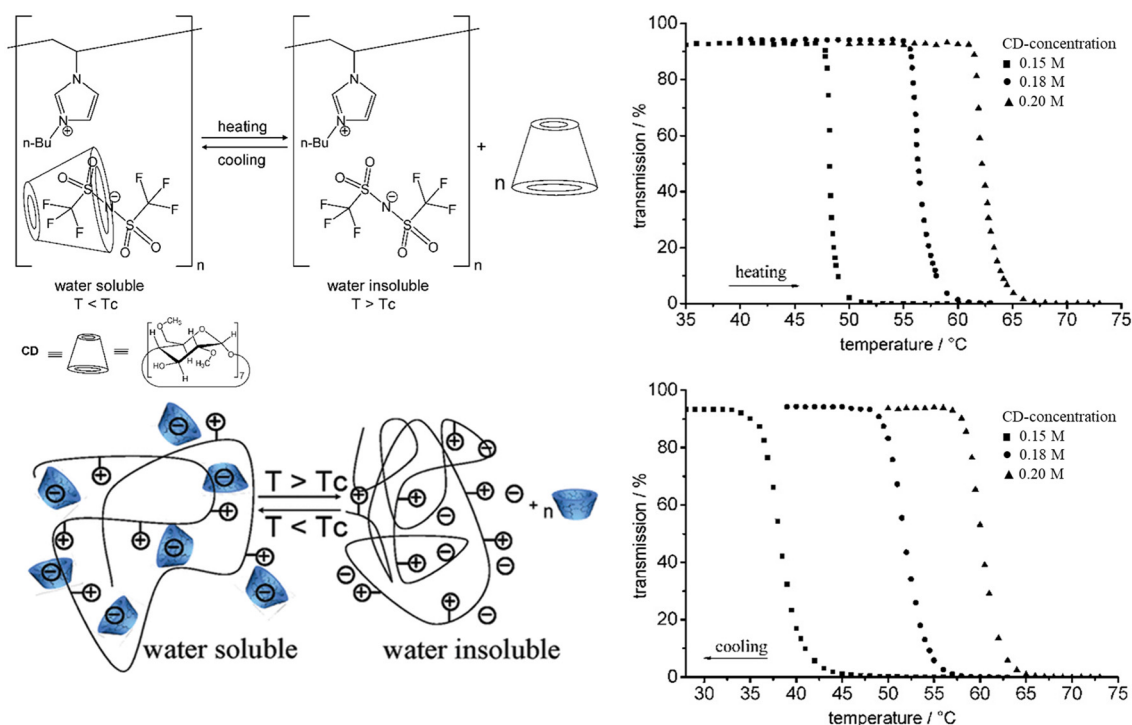 n-Bu
N
N
⊕
O
O
S
N
⊖
S
O
O
F
F
F
F
F
F
n
heating
cooling
n-Bu
N
N
⊕
O
O
S
N
⊖
S
O
O
F
F
F
F
F
F
n
+
n
water soluble
T < Tc
water insoluble
T > Tc
CD
≡
≡
OCH₃
H
H
O
H
O
HO
H
H
H₃C
O
H
7
T > Tc
T < Tc
+ n
water soluble
water insoluble
transmission / %
100
80
60
40
20
0
CD-concentration
■ 0.15 M
● 0.18 M
▲ 0.20 M
heating
35 40 45 50 55 60 65 70 75
temperature / °C
transmission / %
100
80
60
40
20
0
CD-concentration
■ 0.15 M
● 0.18 M
▲ 0.20 M
cooling
30 35 40 45 50 55 60 65 70 75
temperature / °C